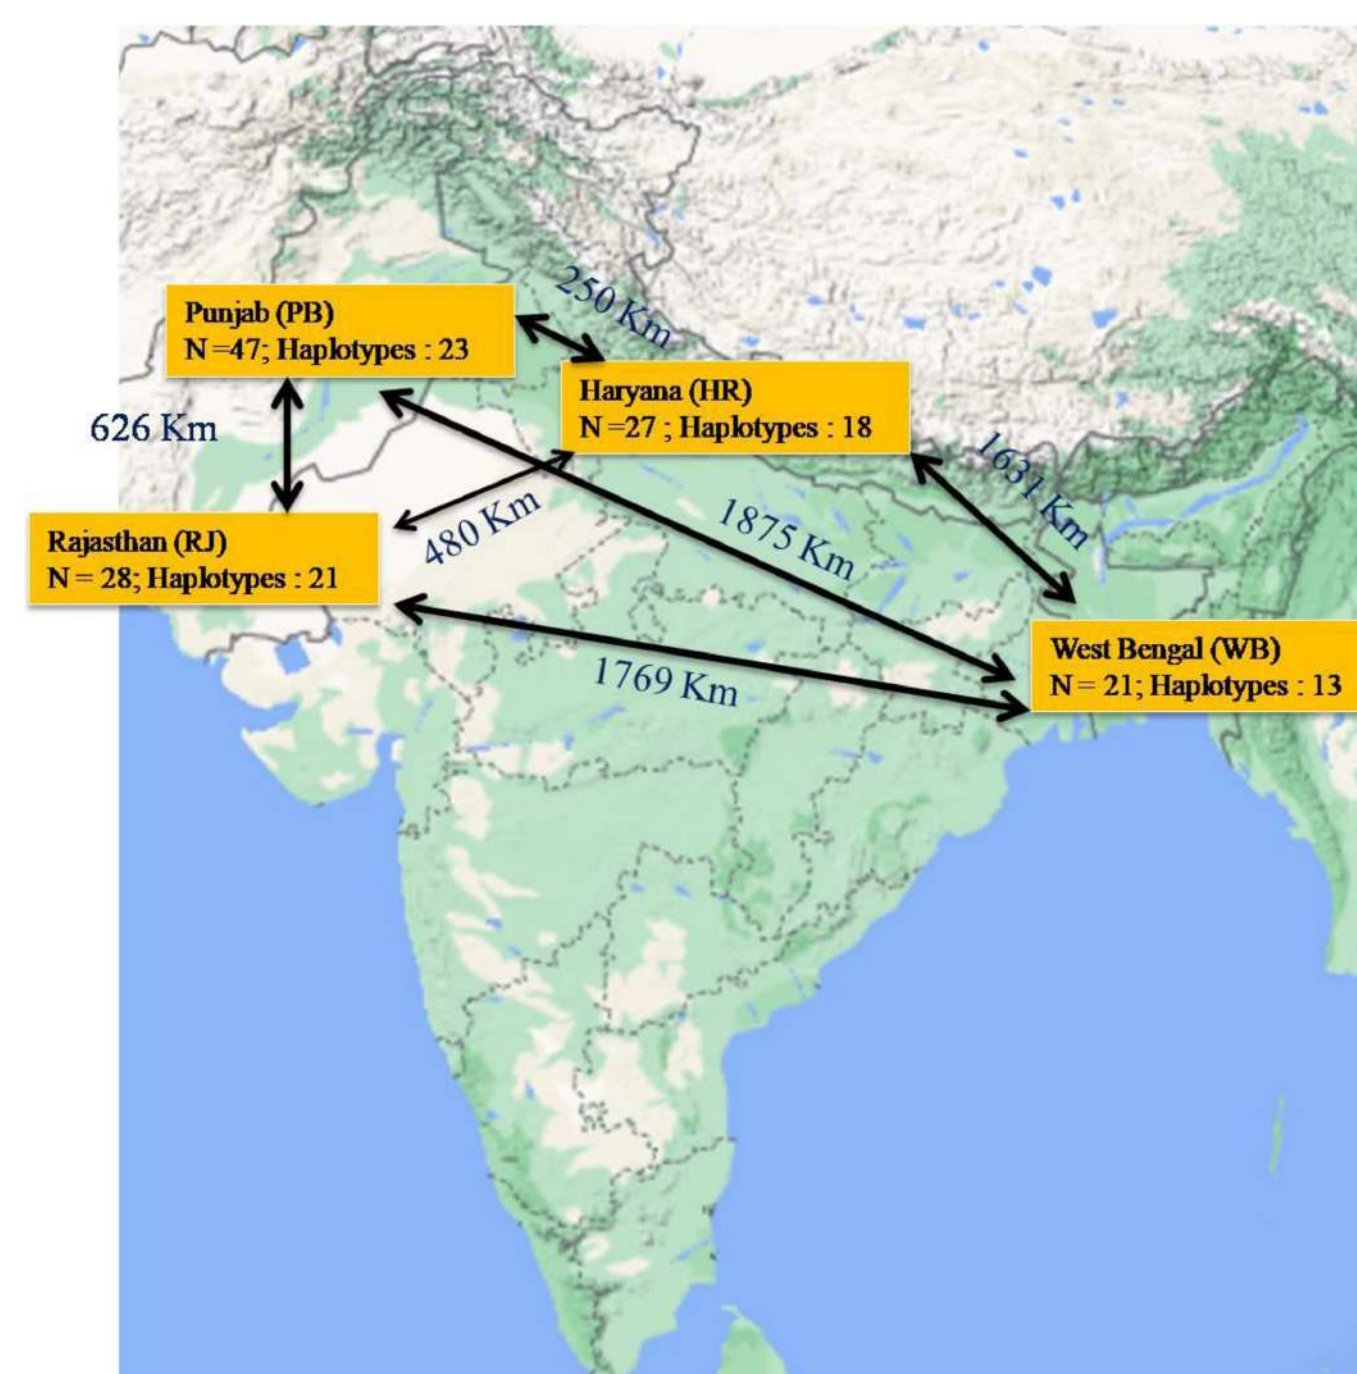 250 Km
Punjab (PB)
N =47; Haplotypes : 23
Haryana (HR)
N =27 ; Haplotypes : 18
626 Km
1631 Km
480 Km
1875 Km
Rajasthan (RJ)
N = 28; Haplotypes : 21
1769 Km
West Bengal (WB)
N = 21; Haplotypes : 13